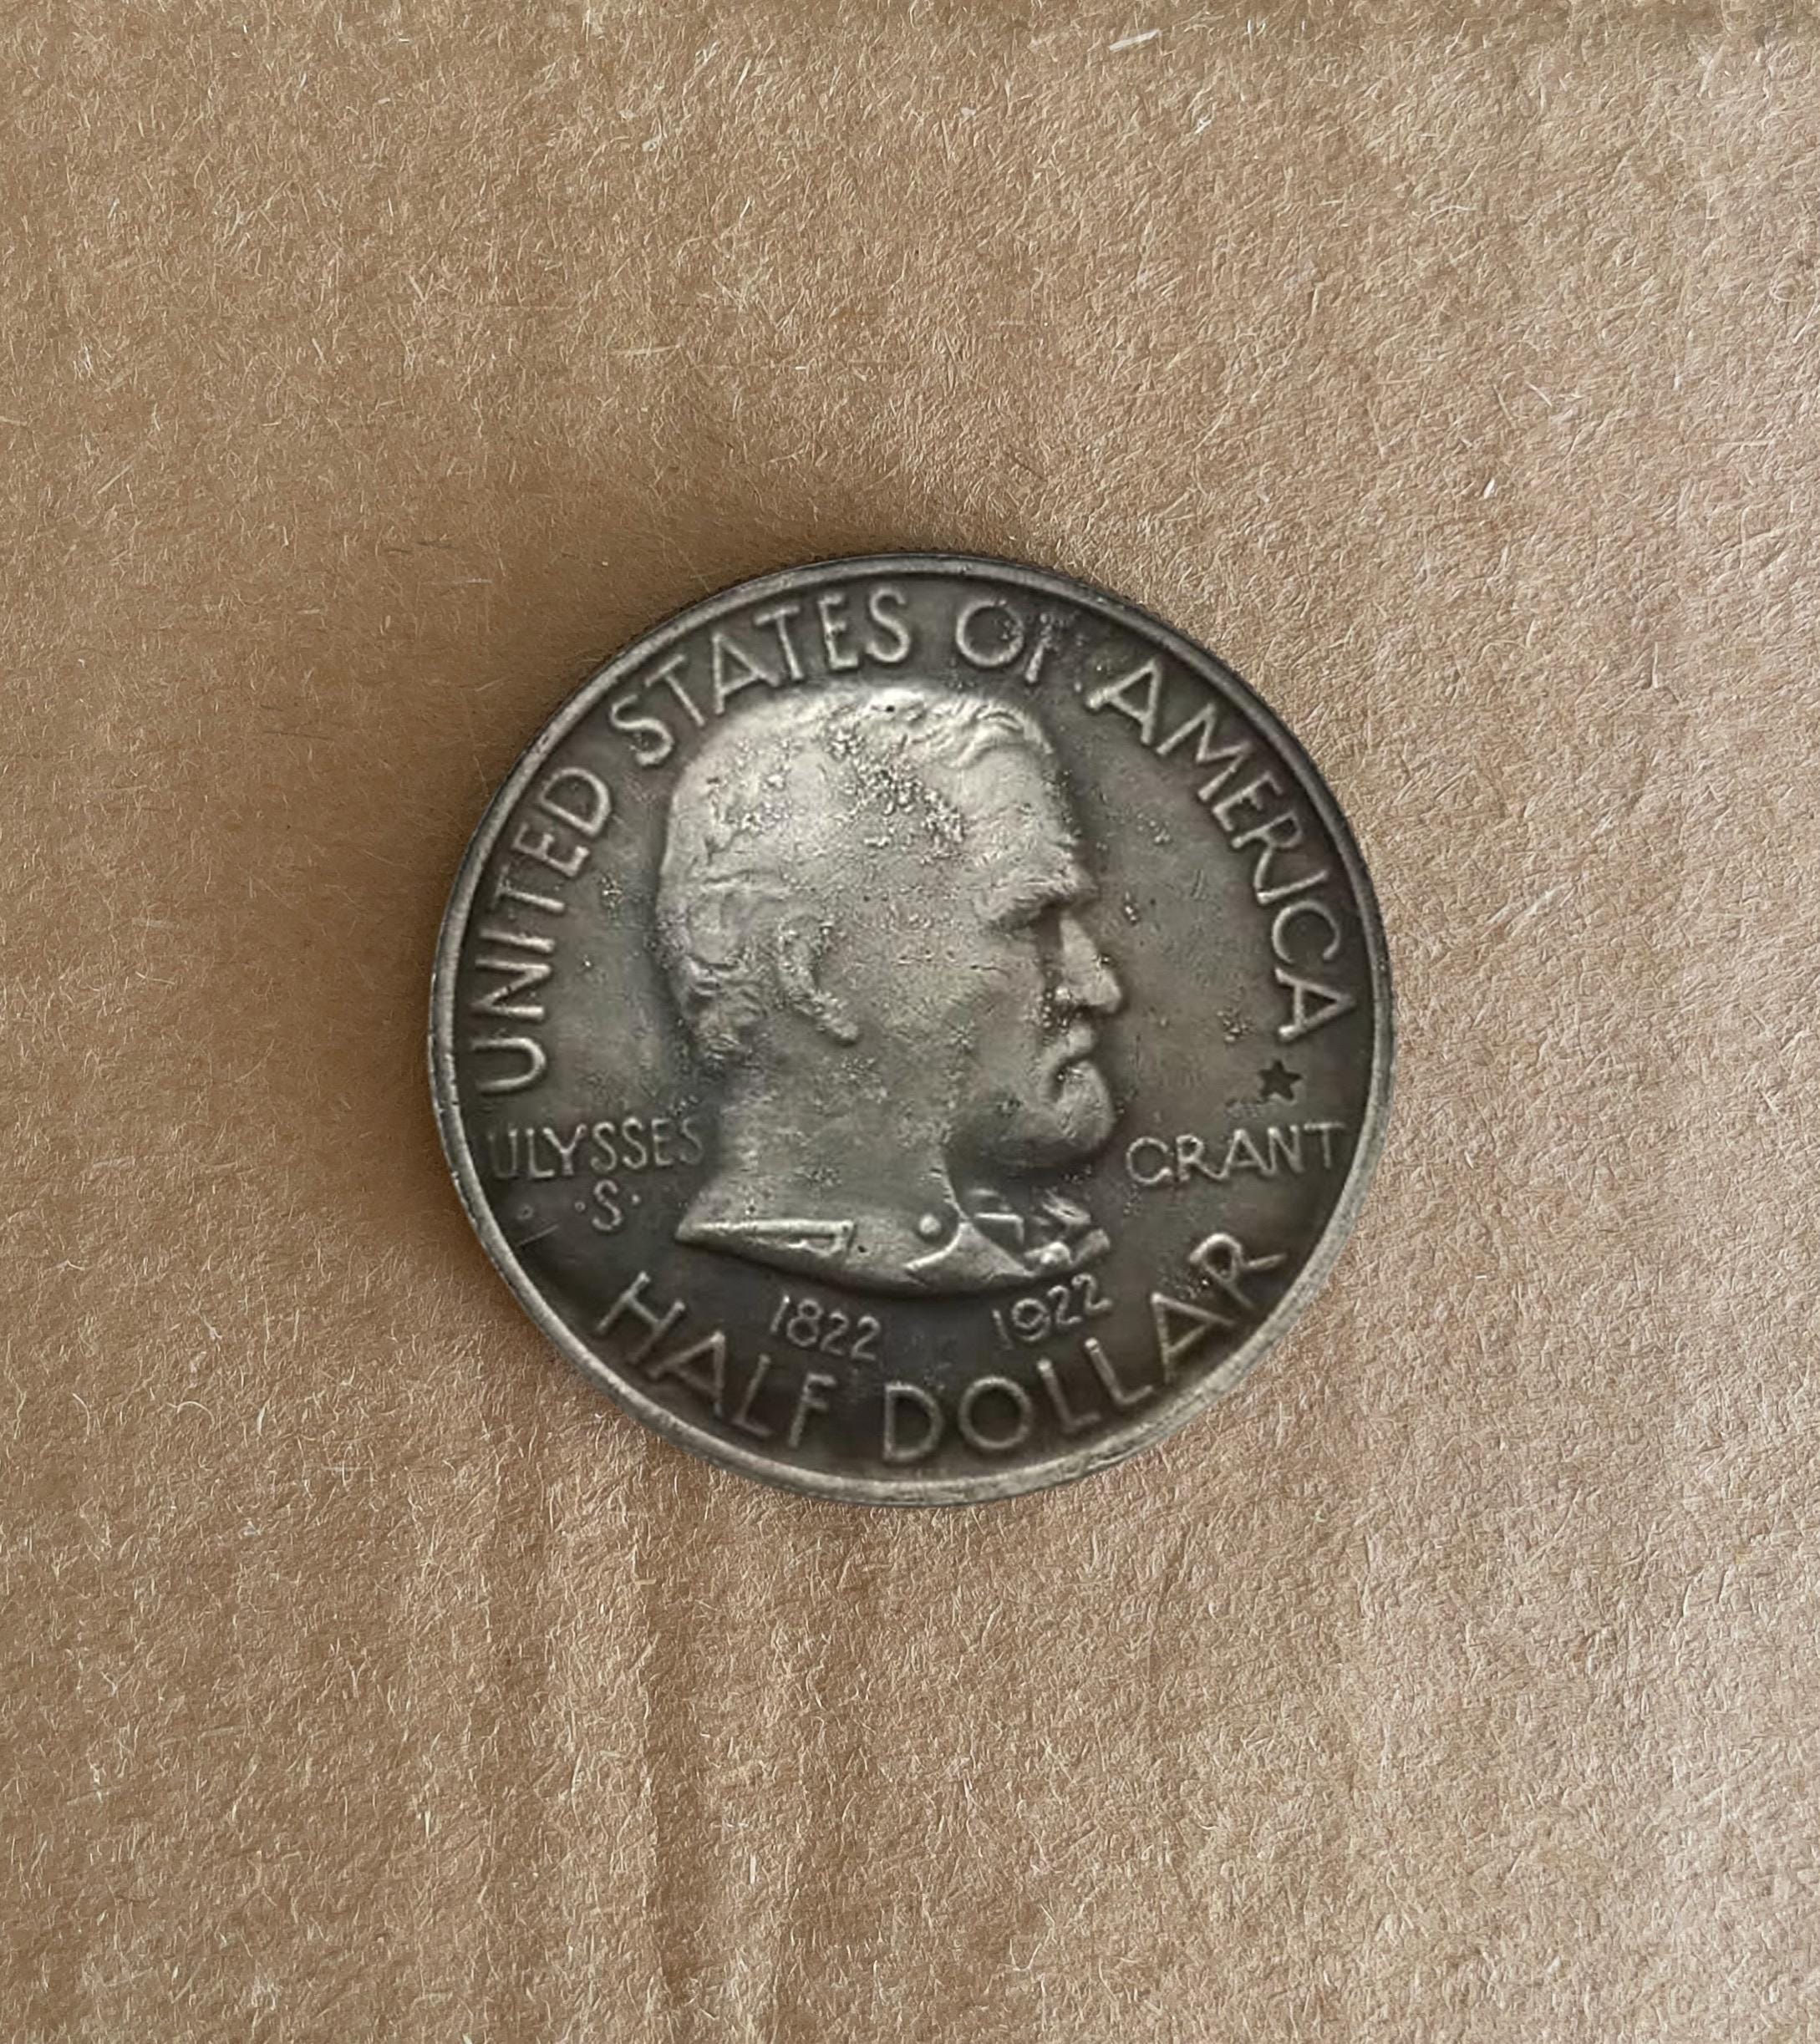 UNITED STATES OF AMERICA
ULYSSES
·S·
GRANT
1822 1922
HALF DOLLAR